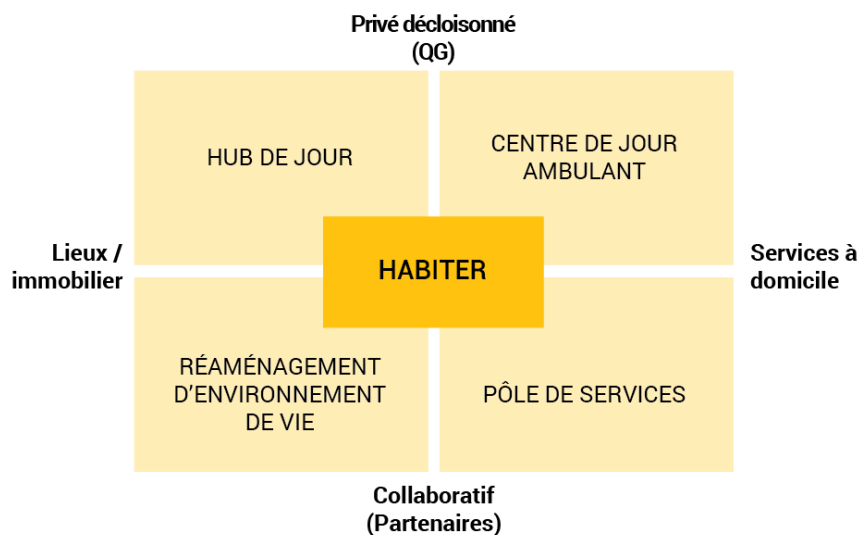 Privé décloisonné
(QG)
HUB DE JOUR
CENTRE DE JOUR
AMBULANT
Lieux /
immobilier
HABITER
Services à
domicile
RÉAMÉNAGEMENT
D'ENVIRONNEMENT
DE VIE
PÔLE DE SERVICES
Collaboratif
(Partenaires)